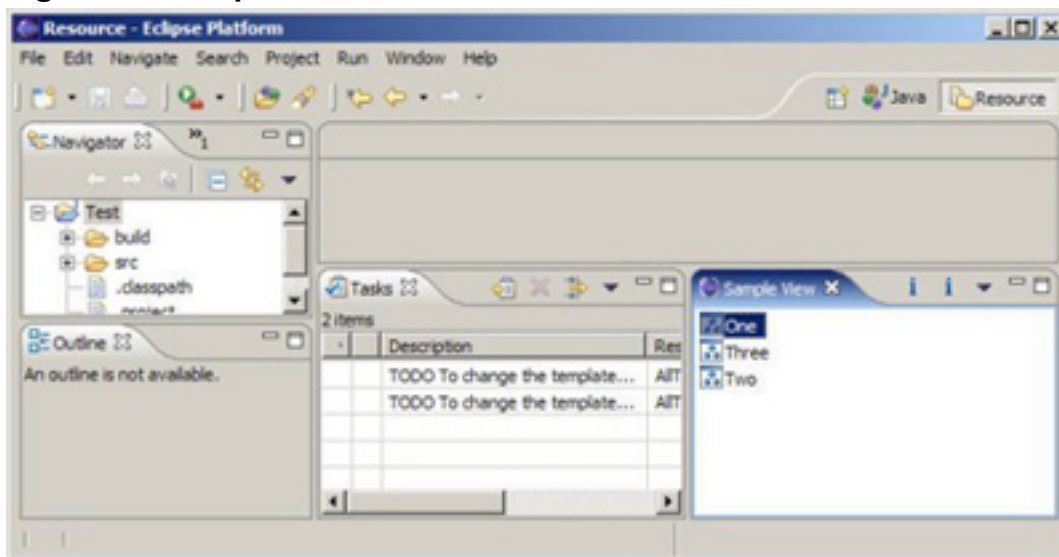 Resource - Eclipse Platform
File Edit Navigate Search Project Run Window Help
Java Resource
Navigator »1
Test
build
src
.classpath
.project
Tasks
Sample View
2 items
Description
TODO To change the template... AllT
TODO To change the template... AllT
One
Three
Two
Outline
An outline is not available.